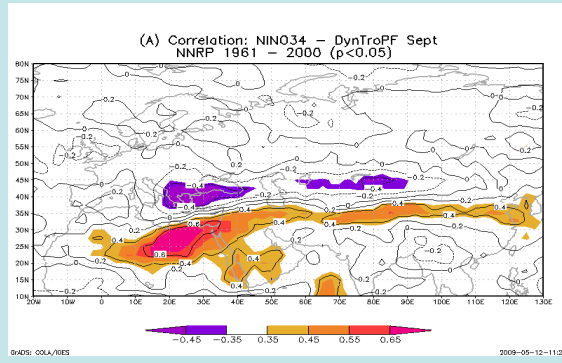 (A) Correlation: NINO34 – DynTroPF Sept
NNRP 1961 – 2000 (p<0.05)
80N
75N
70N
65N
60N
55N
50N
45N
40N
35N
30N
25N
20N
15N
10N
20W 10W 0 10E 20E 30E 40E 50E 60E 70E 80E 90E 100E 110E 120E 130E
-0.45 -0.35 0.35 0.45 0.55 0.65
GrADS: COLA/IGES
2009-05-12-11:2